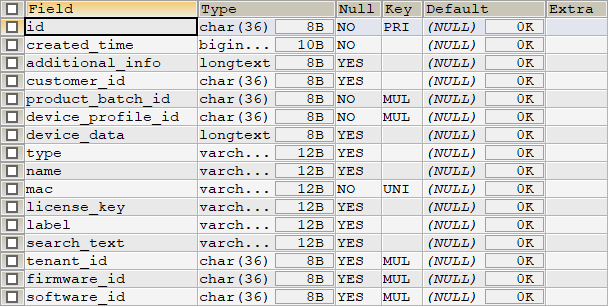 Field Type Null Key Default Extra
id char(36) 8B NO PRI (NULL) 0K
created_time bigin... 10B NO (NULL) 0K
additional_info longtext 8B YES (NULL) 0K
customer_id char(36) 8B YES (NULL) 0K
product_batch_id char(36) 8B NO MUL (NULL) 0K
device_profile_id char(36) 8B NO MUL (NULL) 0K
device_data longtext 8B YES (NULL) 0K
type varch... 12B YES (NULL) 0K
name varch... 12B YES (NULL) 0K
mac varch... 12B NO UNI (NULL) 0K
license_key varch... 12B YES (NULL) 0K
label varch... 12B YES (NULL) 0K
search_text varch... 12B YES (NULL) 0K
tenant_id char(36) 8B YES MUL (NULL) 0K
firmware_id char(36) 8B YES MUL (NULL) 0K
software_id char(36) 8B YES MUL (NULL) 0K